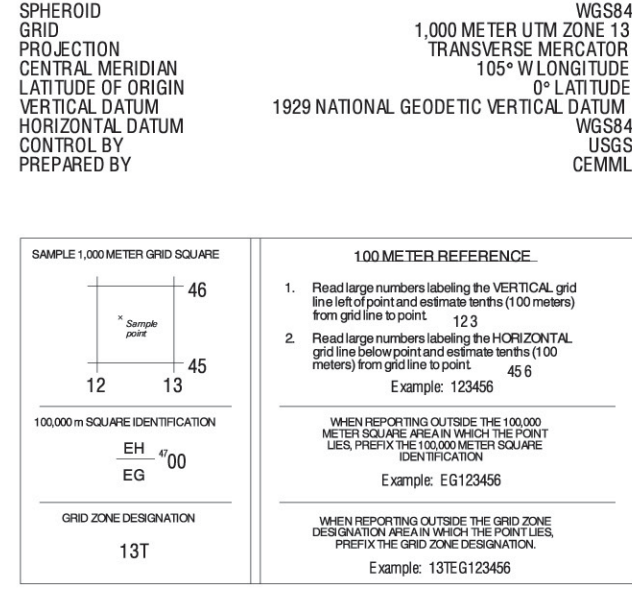 SPHEROID WGS84
GRID 1,000 METER UTM ZONE 13
PROJECTION TRANSVERSE MERCATOR
CENTRAL MERIDIAN 105° W LONGITUDE
LATITUDE OF ORIGIN 0° LATITUDE
VERTICAL DATUM 1929 NATIONAL GEODETIC VERTICAL DATUM
HORIZONTAL DATUM WGS84
CONTROL BY USGS
PREPARED BY CEMML
SAMPLE 1,000 METER GRID SQUARE
46
× Sample
point
45
12 13
100,000 m SQUARE IDENTIFICATION
EH
4700
EG
GRID ZONE DESIGNATION
13T
100 METER REFERENCE
1. Read large numbers labeling the VERTICAL grid
line left of point and estimate tenths (100 meters)
from grid line to point. 123
2. Read large numbers labeling the HORIZONTAL
grid line below point and estimate tenths (100
meters) from grid line to point. 456
Example: 123456
WHEN REPORTING OUTSIDE THE 100,000
METER SQUARE AREA IN WHICH THE POINT
LIES, PREFIX THE 100,000 METER SQUARE
IDENTIFICATION
Example: EG123456
WHEN REPORTING OUTSIDE THE GRID ZONE
DESIGNATION AREA IN WHICH THE POINT LIES,
PREFIX THE GRID ZONE DESIGNATION.
Example: 13TEG123456